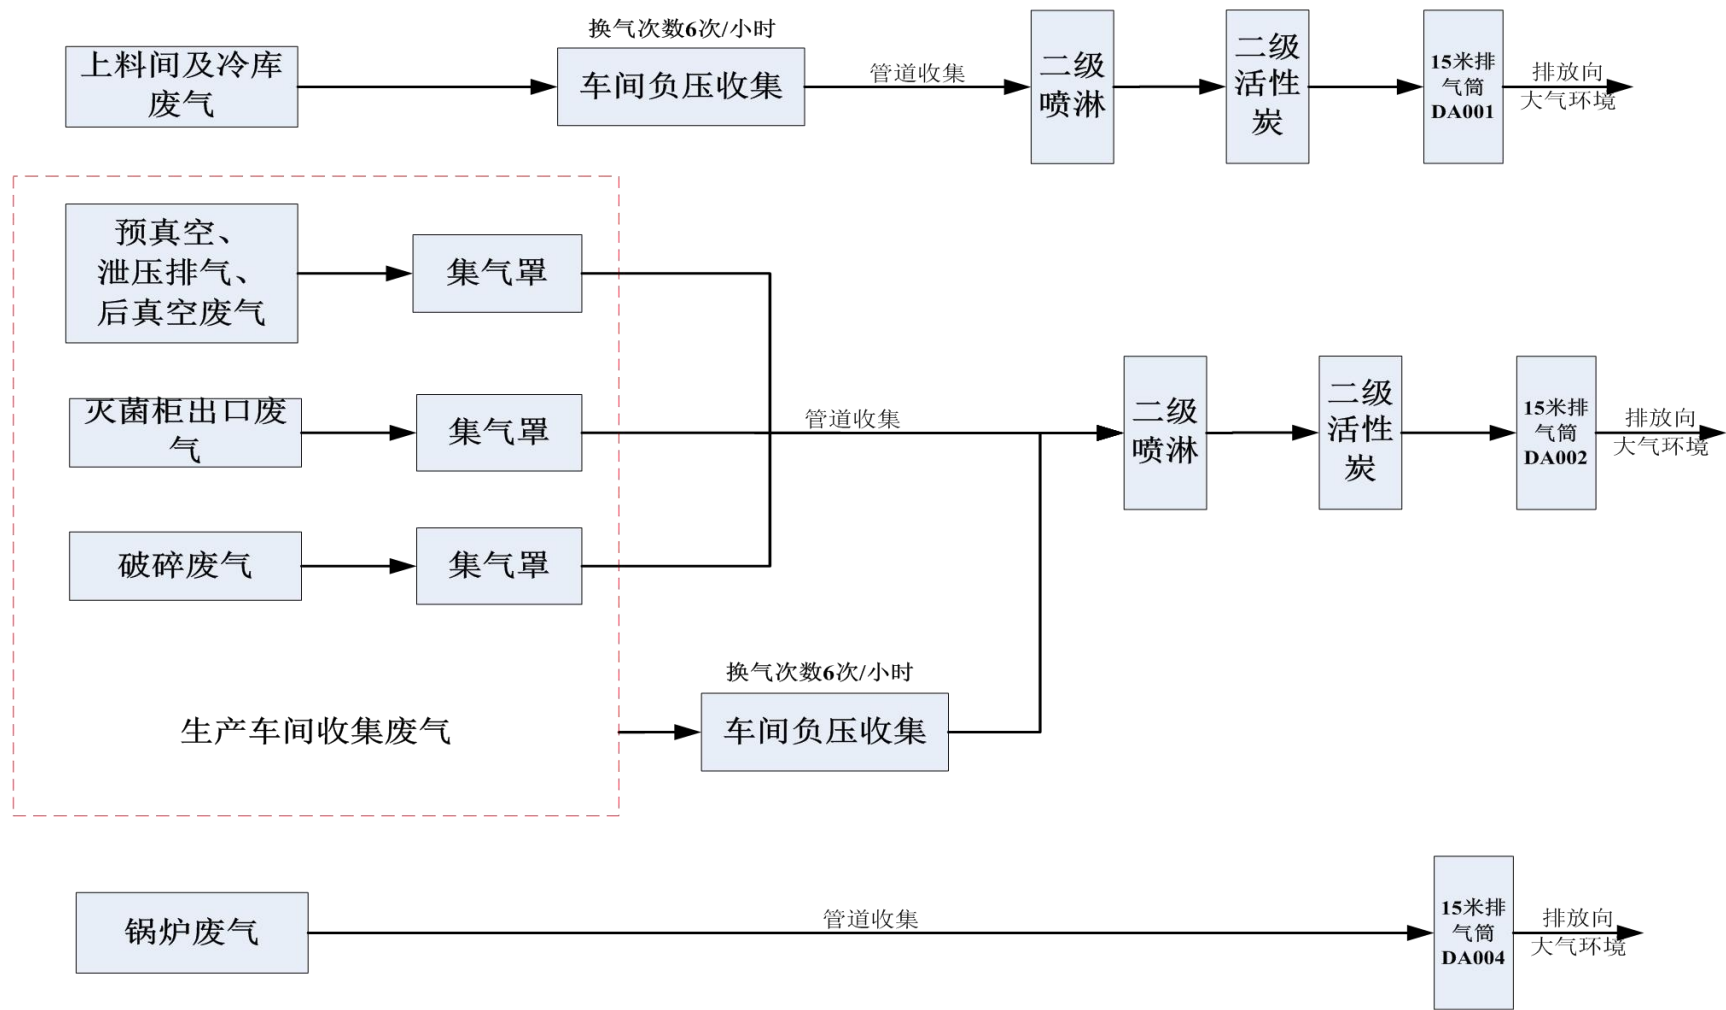 换气次数6次/小时
上料间及冷库
废气
车间负压收集
管道收集
二级
喷淋
二级
活性
炭
15米排
气筒
DA001
排放向
大气环境
预真空、
泄压排气、
后真空废气
集气罩
灭菌柜出口废
气
集气罩
管道收集
二级
喷淋
二级
活性
炭
15米排
气筒
DA002
排放向
大气环境
破碎废气
集气罩
换气次数6次/小时
生产车间收集废气
车间负压收集
锅炉废气
管道收集
15米排
气筒
DA004
排放向
大气环境